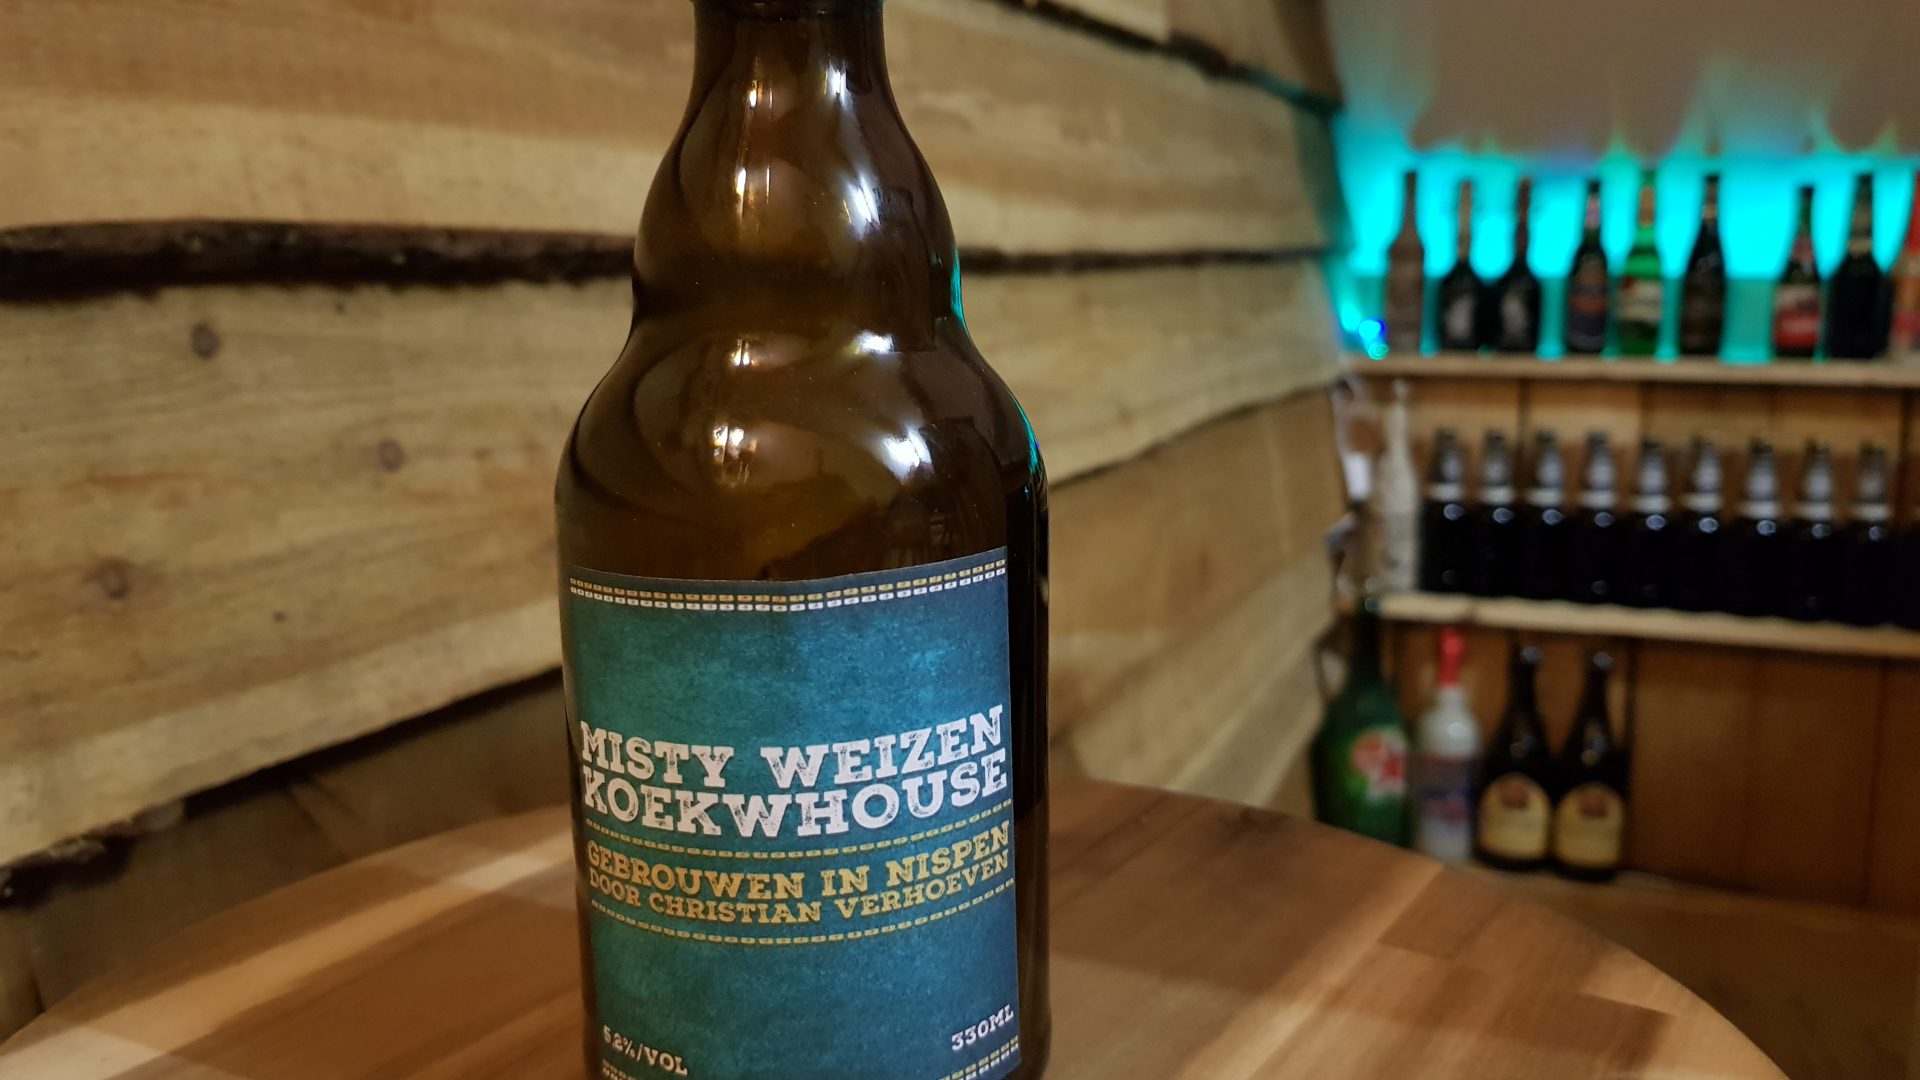 MISTY WEIZEN
KOEKWHOUSE
GEBROUWEN IN NISPEN
DOOR CHRISTIAN VERHOEVEN
5.2%/VOL
330ML